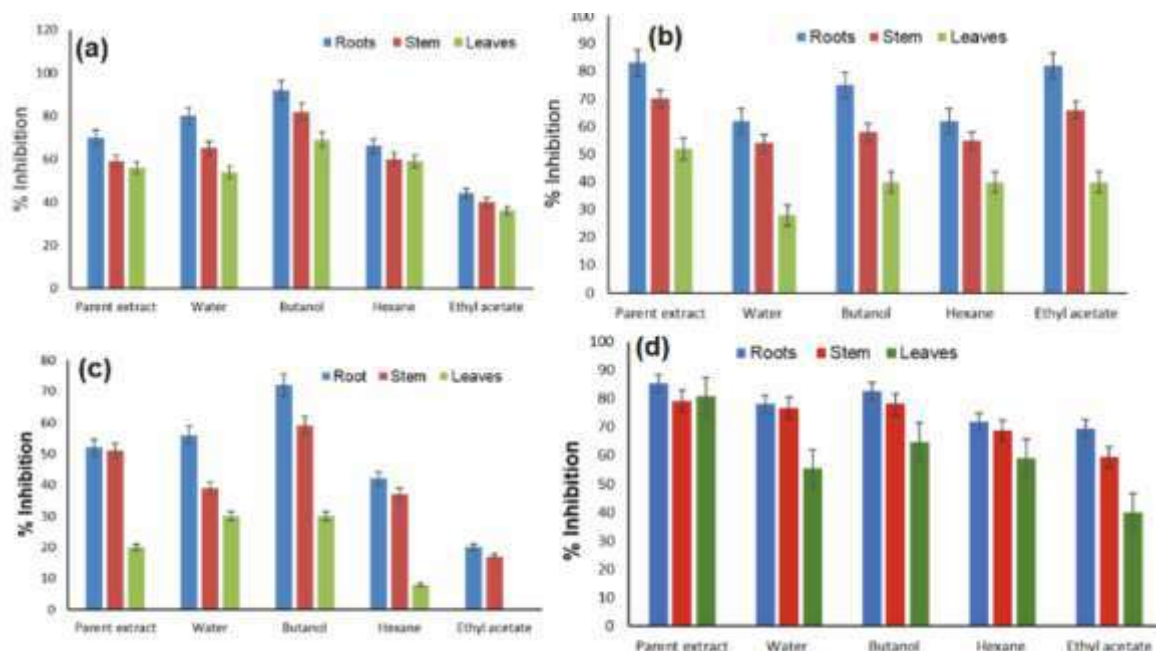 (a)
Roots Stem Leaves
% Inhibition
120
100
80
60
40
20
0
Parent extract Water Butanol Hexane Ethyl acetate
(b)
Roots Stem Leaves
% Inhibition
100
90
80
70
60
50
40
30
20
10
0
Parent extract Water Butanol Hexane Ethyl acetate
(c)
Root Stem Leaves
% Inhibition
80
70
60
50
40
30
20
10
0
Parent extract Water Butanol Hexane Ethyl acetate
(d)
Roots Stem Leaves
% Inhibition
100
90
80
70
60
50
40
30
20
10
0
Parent extract Water Butanol Hexane Ethyl acetate